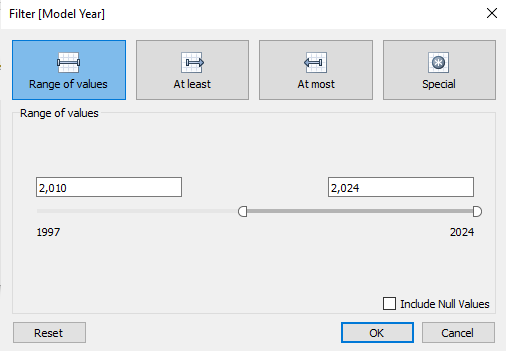 Filter [Model Year]
Range of values
At least
At most
Special
Range of values
2,010
2,024
1997
2024
Include Null Values
Reset
OK
Cancel